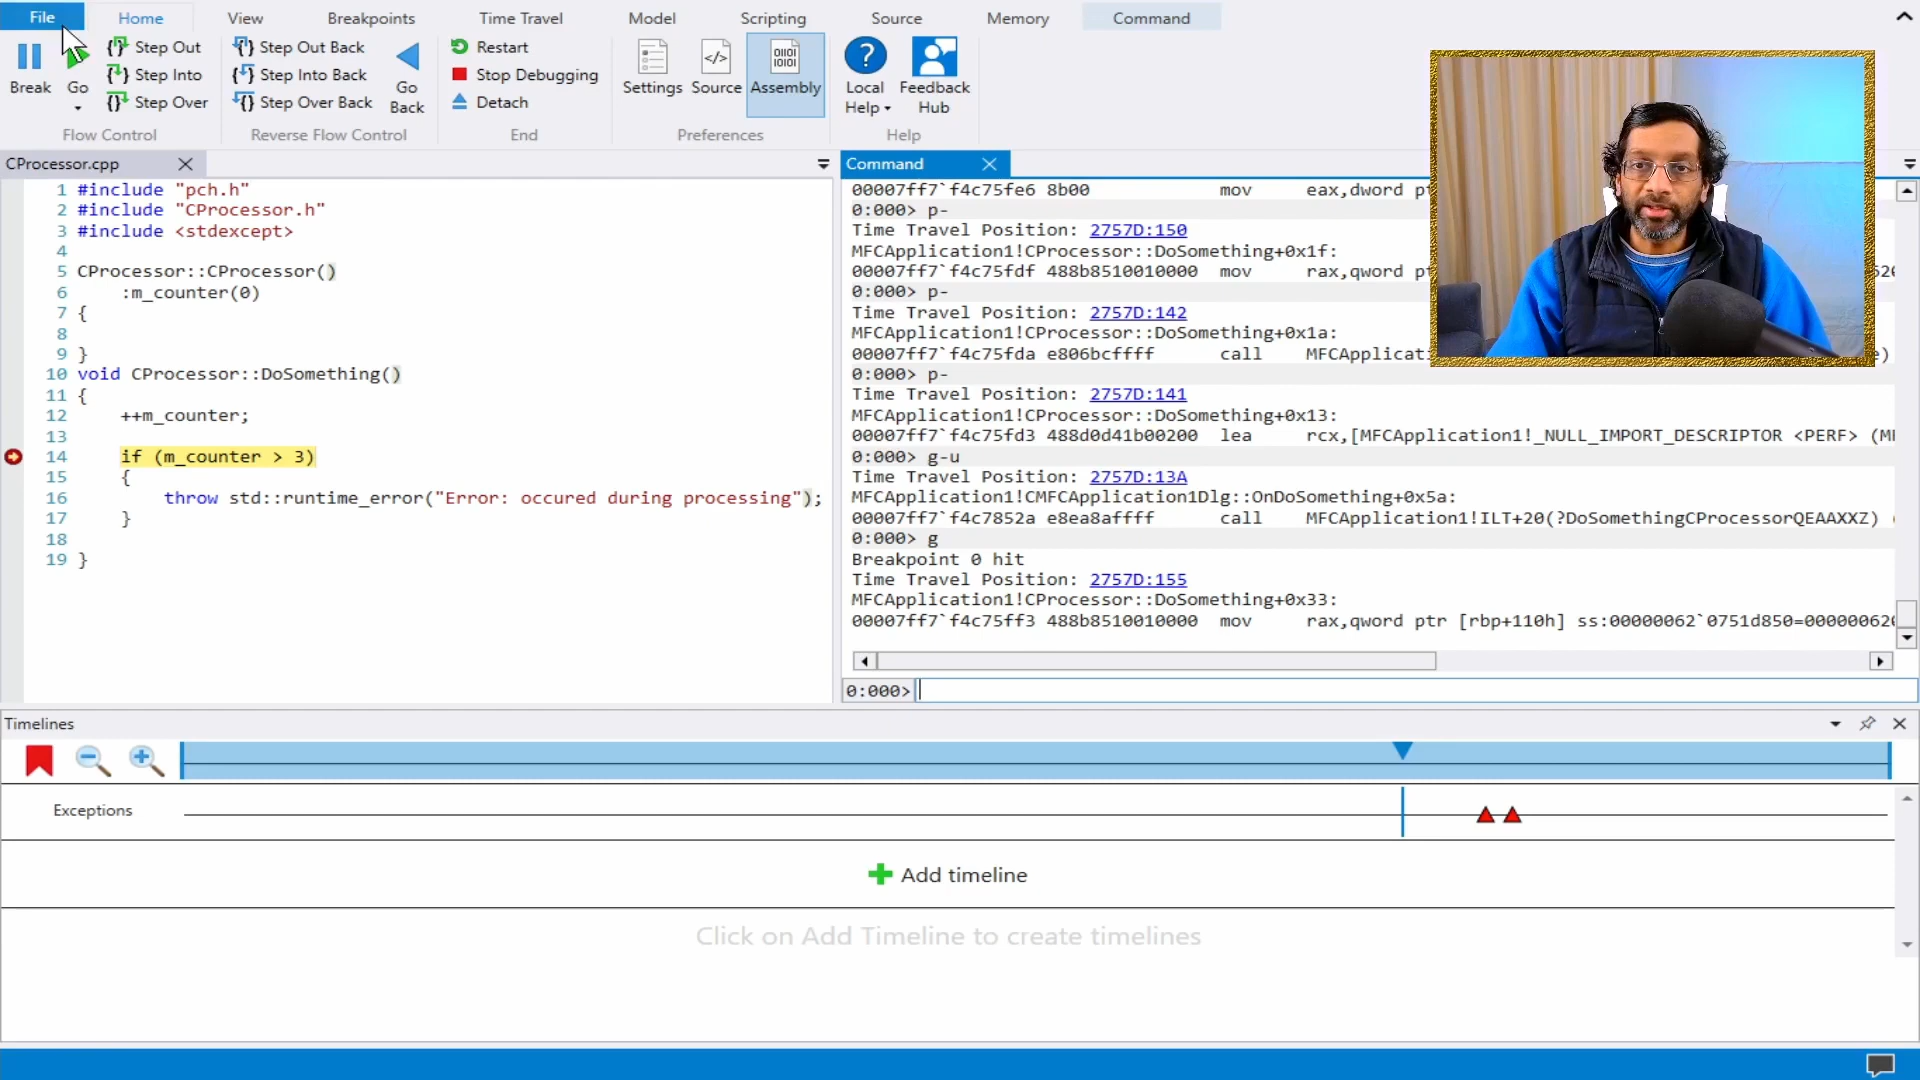 File Home View Breakpoints Time Travel Model Scripting Source Memory Command
Break
Go
Step Out
Step Into
Step Over
Flow Control
Step Out Back
Step Into Back
Step Over Back
Go Back
Reverse Flow Control
Restart
Stop Debugging
Detach
End
Settings
Source
Assembly
Preferences
Local Help
Feedback Hub
Help
CProcessor.cpp
1 #include "pch.h"
2 #include "CProcessor.h"
3 #include <stdexcept>
4
5 CProcessor::CProcessor()
6 :m_counter(0)
7 {
8
9 }
10 void CProcessor::DoSomething()
11 {
12 ++m_counter;
13
14 if (m_counter > 3)
15 {
16 throw std::runtime_error("Error: occured during processing");
17 }
18
19 }
Command
00007ff7`f4c75fe6 8b00 mov eax,dword pt
0:000> p-
Time Travel Position: 2757D:150
MFCApplication1!CProcessor::DoSomething+0x1f:
00007ff7`f4c75fdf 488b8510010000 mov rax,qword pt
0:000> p-
Time Travel Position: 2757D:142
MFCApplication1!CProcessor::DoSomething+0x1a:
00007ff7`f4c75fda e806bcffff call MFCApplicati
0:000> p-
Time Travel Position: 2757D:141
MFCApplication1!CProcessor::DoSomething+0x13:
00007ff7`f4c75fd3 488d0d41b00200 lea rcx,[MFCApplication1!_NULL_IMPORT_DESCRIPTOR <PERF> (MF
0:000> g-u
Time Travel Position: 2757D:13A
MFCApplication1!CMFCApplication1Dlg::OnDoSomething+0x5a:
00007ff7`f4c7852a e8ea8affff call MFCApplication1!ILT+20(?DoSomethingCProcessorQEAAXXZ) (
0:000> g
Breakpoint 0 hit
Time Travel Position: 2757D:155
MFCApplication1!CProcessor::DoSomething+0x33:
00007ff7`f4c75ff3 488b8510010000 mov rax,qword ptr [rbp+110h] ss:00000062`0751d850=000000620
0:000>
Timelines
Exceptions
Add timeline
Click on Add Timeline to create timelines